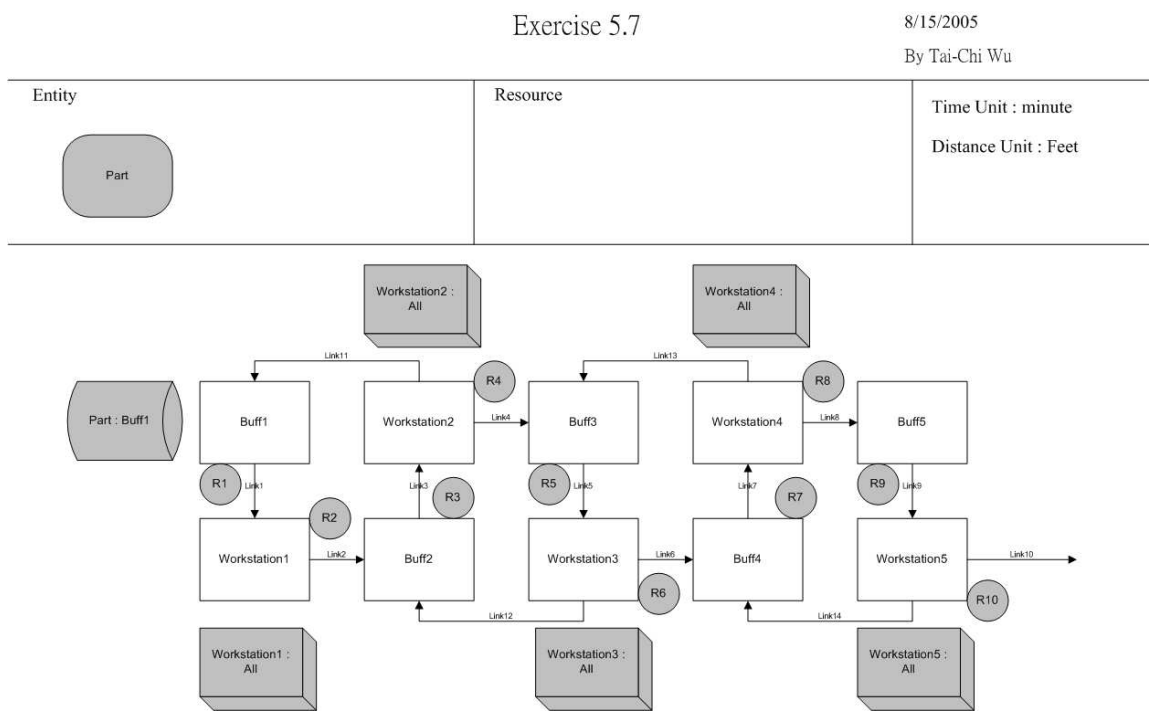 Exercise 5.7
8/15/2005
By Tai-Chi Wu
Entity
Resource
Time Unit : minute
Distance Unit : Feet
Part
Workstation2 :
All
Workstation4 :
All
Link11
Link13
Part : Buff1
Buff1
Workstation2
R4
Link4
Buff3
Workstation4
R8
Link8
Buff5
R1
Link1
Link3
R3
R5
Link5
Link7
R7
R9
Link9
Workstation1
R2
Link2
Buff2
Workstation3
Link6
Buff4
Workstation5
Link10
R6
R10
Link12
Link14
Workstation1 :
All
Workstation3 :
All
Workstation5 :
All